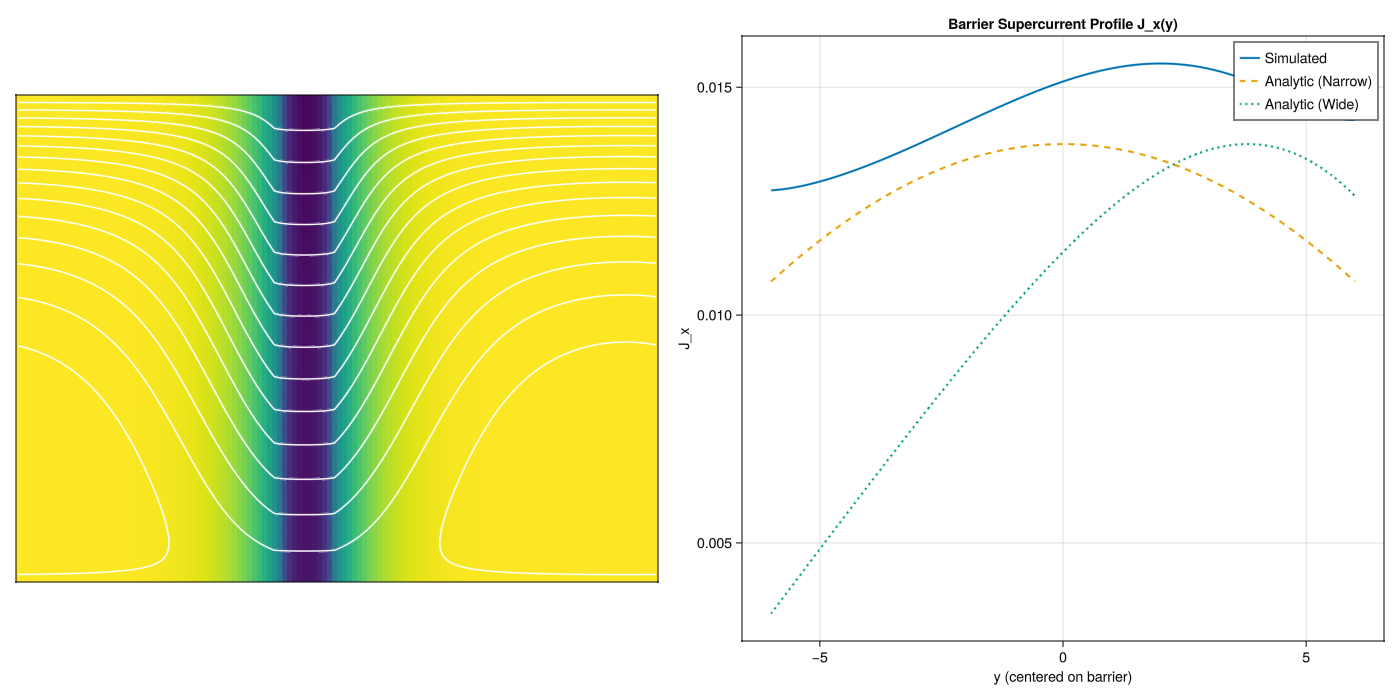 Barrier Supercurrent Profile J_x(y)
Simulated
Analytic (Narrow)
Analytic (Wide)
0.015
0.010
0.005
J_x
−5
0
5
y (centered on barrier)